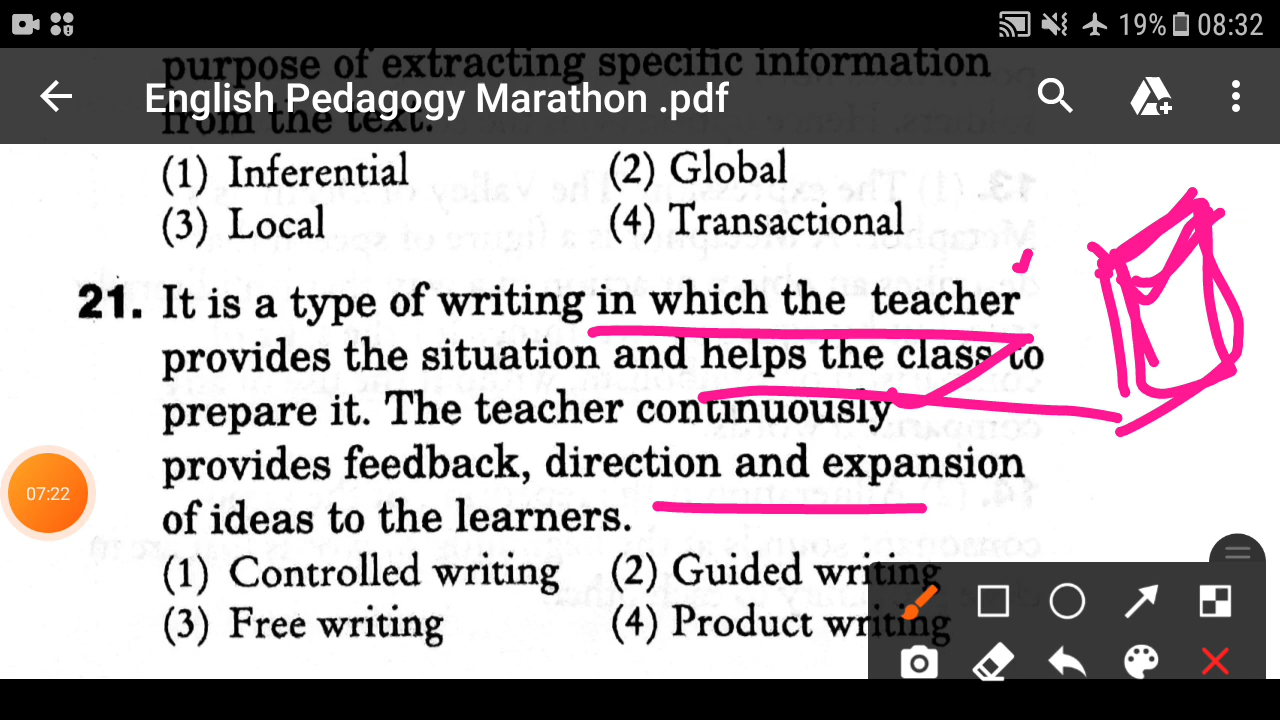 19% 08:32
purpose of extracting specific information
English Pedagogy Marathon .pdf
from the text.
(1) Inferential (2) Global
(3) Local (4) Transactional
21. It is a type of writing in which the teacher
provides the situation and helps the class to
prepare it. The teacher continuously
provides feedback, direction and expansion
of ideas to the learners.
07:22
(1) Controlled writing (2) Guided writing
(3) Free writing (4) Product writing